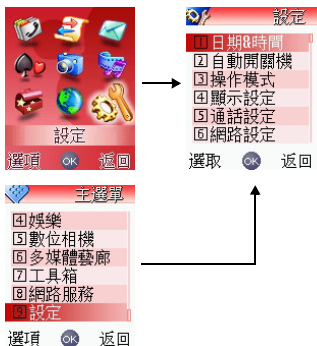 設定
選項 OK 返回
設定
1日期&時間
2自動開關機
3操作模式
4顯示設定
5通話設定
6網路設定
選取 OK 返回
主選單
4娛樂
5數位相機
6多媒體藝廊
7工具箱
8網路服務
9設定
選項 OK 返回